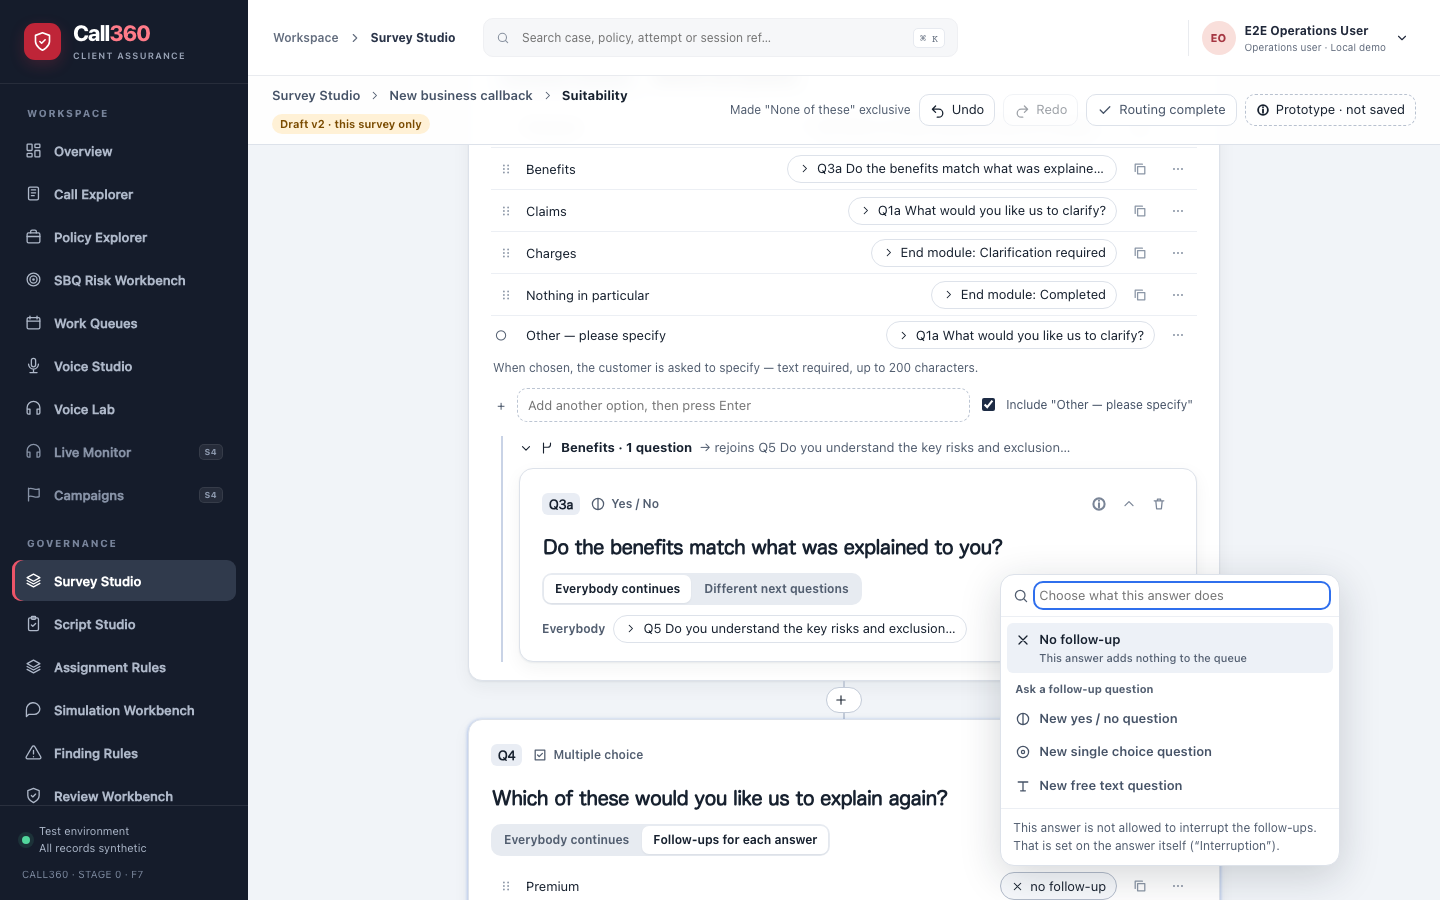 Call360
CLIENT ASSURANCE
WORKSPACE
Overview
Call Explorer
Policy Explorer
SBQ Risk Workbench
Work Queues
Voice Studio
Voice Lab
Live Monitor S4
Campaigns S4
GOVERNANCE
Survey Studio
Script Studio
Assignment Rules
Simulation Workbench
Finding Rules
Review Workbench
Test environment
All records synthetic
CALL360 · STAGE 0 · F7
Workspace > Survey Studio
Search case, policy, attempt or session ref...
⌘ K
EO
E2E Operations User
Operations user · Local demo
Survey Studio > New business callback > Suitability
Draft v2 · this survey only
Made "None of these" exclusive
Undo
Redo
Routing complete
Prototype · not saved
Benefits
Q3a Do the benefits match what was explaine...
Claims
Q1a What would you like us to clarify?
Charges
End module: Clarification required
Nothing in particular
End module: Completed
Other — please specify
Q1a What would you like us to clarify?
When chosen, the customer is asked to specify — text required, up to 200 characters.
+ Add another option, then press Enter
Include "Other — please specify"
Benefits · 1 question → rejoins Q5 Do you understand the key risks and exclusion...
Q3a Yes / No
Do the benefits match what was explained to you?
Everybody continues Different next questions
Everybody Q5 Do you understand the key risks and exclusion...
+
Q4 Multiple choice
Which of these would you like us to explain again?
Everybody continues Follow-ups for each answer
Premium
no follow-up
Choose what this answer does
No follow-up
This answer adds nothing to the queue
Ask a follow-up question
New yes / no question
New single choice question
New free text question
This answer is not allowed to interrupt the follow-ups.
That is set on the answer itself (“Interruption”).